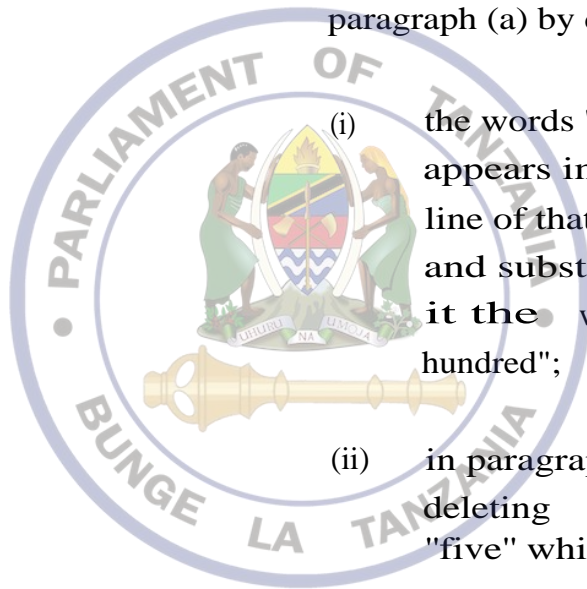 paragraph (a) by
(i) the words "
appears in
line of that
and subst
it the
hundred";
(ii) in paragrap
deleting
"five" whi
PARLIAMENT OF TANZANIA
UHURU NA UMOJA
BUNGE LA TANZANIA